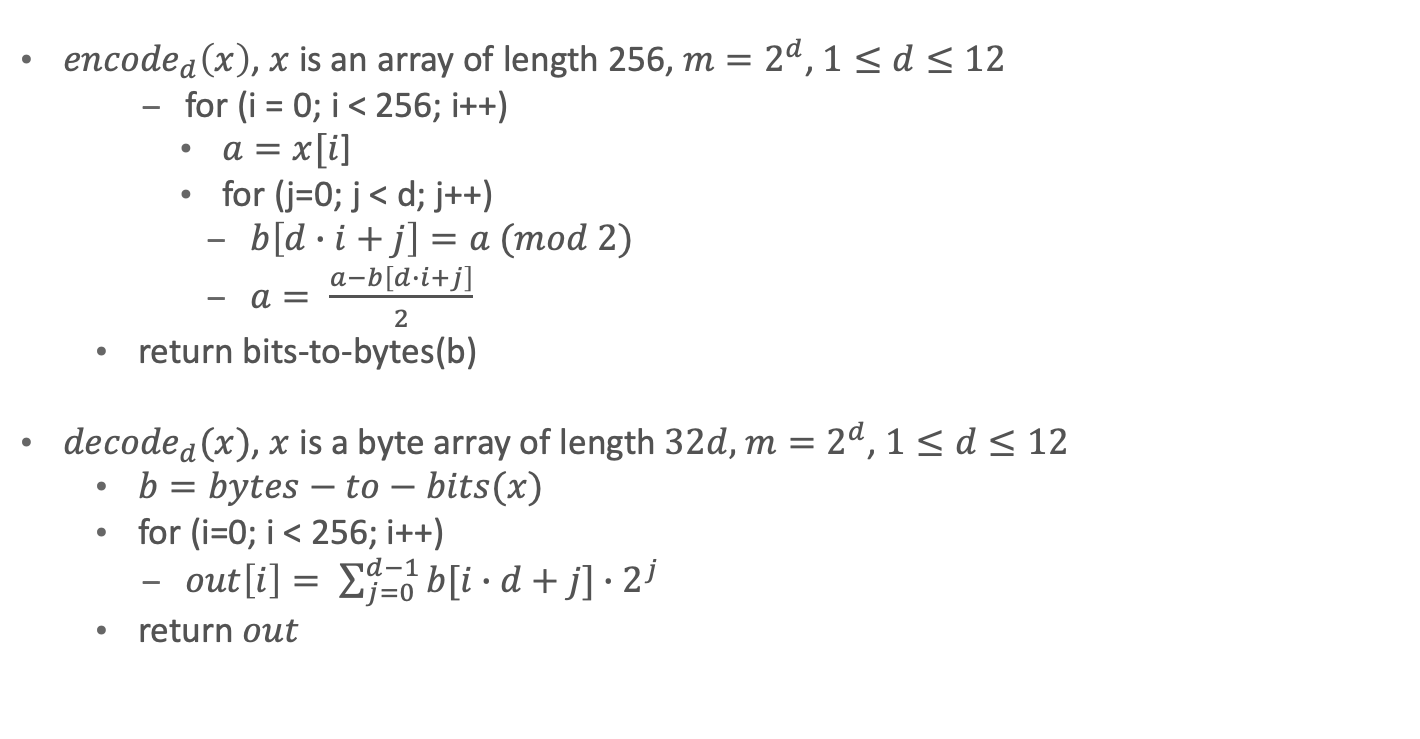 • encode_d(x), x is an array of length 256, m = 2^d, 1 ≤ d ≤ 12
– for (i = 0; i < 256; i++)
• a = x[i]
• for (j=0; j < d; j++)
– b[d · i + j] = a (mod 2)
– a = \frac{a−b[d·i+j]}{2}
• return bits-to-bytes(b)
• decode_d(x), x is a byte array of length 32d, m = 2^d, 1 ≤ d ≤ 12
• b = bytes − to − bits(x)
• for (i=0; i < 256; i++)
– out[i] = ∑_{j=0}^{d−1} b[i · d + j] · 2^j
• return out